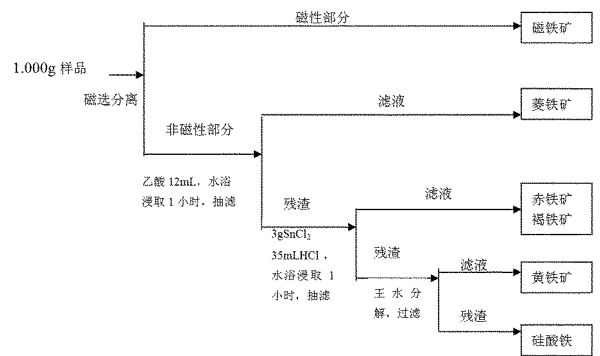 磁性部分
磁铁矿
1.000g 样品
磁选分离
滤液
菱铁矿
非磁性部分
乙酸 12mL，水浴
浸取 1 小时，抽滤
残渣
滤液
赤铁矿
褐铁矿
3gSnCl₂
35mLHCl，
水浴浸取 1
小时，抽滤
残渣
滤液
黄铁矿
王水分
解，过滤
残渣
硅酸铁